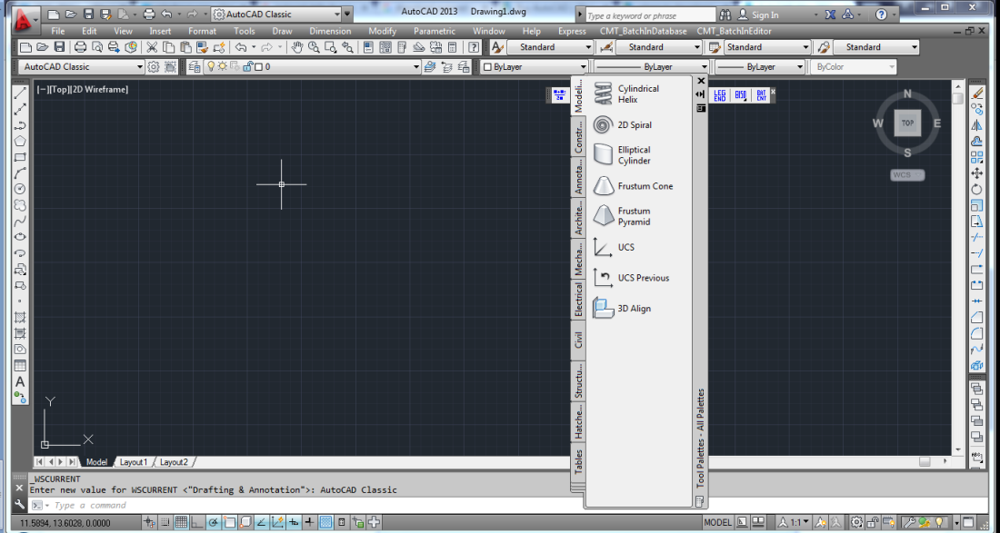 AutoCAD Classic
AutoCAD 2013 Drawing1.dwg
Type a keyword or phrase
Sign In
File Edit View Insert Format Tools Draw Dimension Modify Parametric Window Help Express CMT_BatchInDatabase CMT_BatchInEditor
Standard Standard Standard Standard
AutoCAD Classic
0
ByLayer ByLayer ByLayer ByColor
[−][Top][2D Wireframe]
Modeli...
Constr...
Annota...
Archite...
Mecha...
Electrical
Civil
Structu...
Hatche...
Tables
Cylindrical
Helix
2D Spiral
Elliptical
Cylinder
Frustum Cone
Frustum
Pyramid
UCS
UCS Previous
3D Align
Tool Palettes - All Palettes
LEG
END
BAT
CNT
N
W TOP E
S
WCS
A
Y
X
Model Layout1 Layout2
_WSCURRENT
Enter new value for WSCURRENT <"Drafting & Annotation">: AutoCAD Classic
Type a command
11.5894, 13.6028, 0.0000
MODEL
1:1